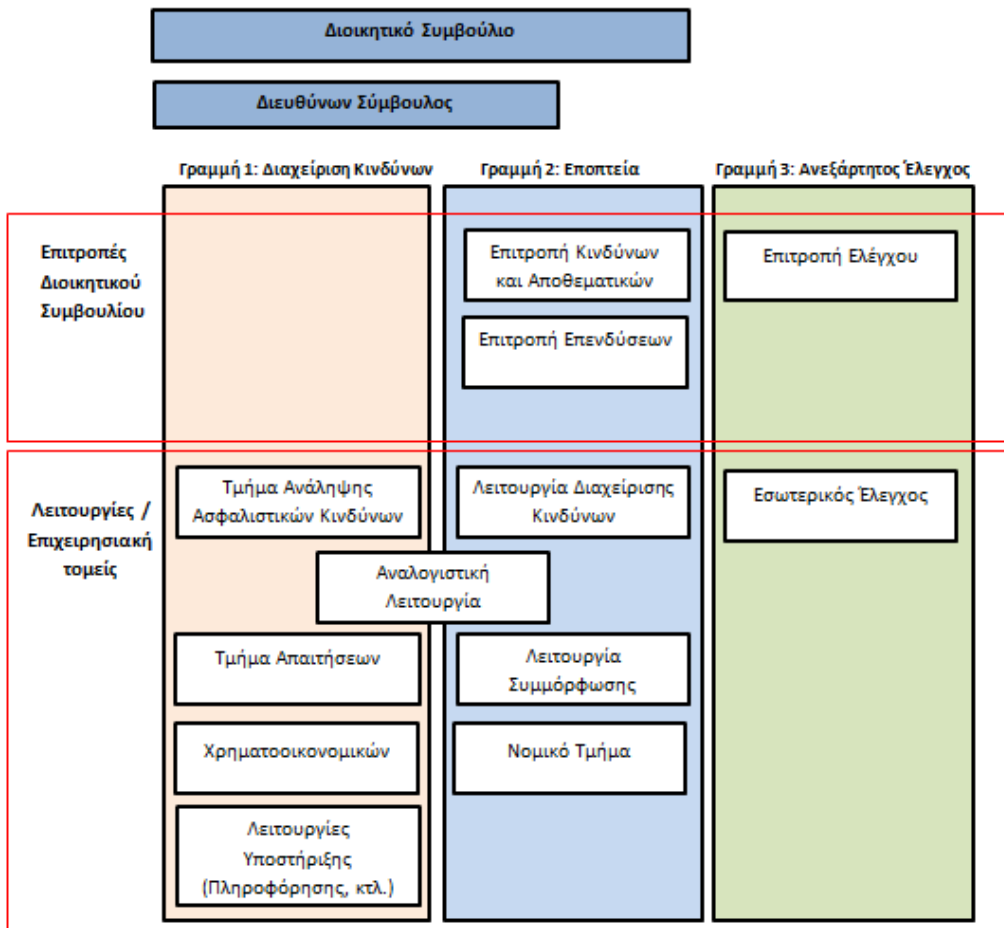 Διοικητικό Συμβούλιο
Διευθύνων Σύμβουλος
Γραμμή 1: Διαχείριση Κινδύνων
Γραμμή 2: Εποπτεία
Γραμμή 3: Ανεξάρτητος Έλεγχος
Επιτροπές
Διοικητικού
Συμβουλίου
Επιτροπή Κινδύνων
και Αποθεματικών
Επιτροπή Ελέγχου
Επιτροπή Επενδύσεων
Λειτουργίες /
Επιχειρησιακή
τομείς
Τμήμα Ανάληψης
Ασφαλιστικών Κινδύνων
Λειτουργία Διαχείρισης
Κινδύνων
Εσωτερικός Έλεγχος
Αναλογιστική
Λειτουργία
Τμήμα Απαιτήσεων
Λειτουργία
Συμμόρφωσης
Χρηματοοικονομικών
Νομικό Τμήμα
Λειτουργίες
Υποστήριξης
(Πληροφόρησης, κτλ.)